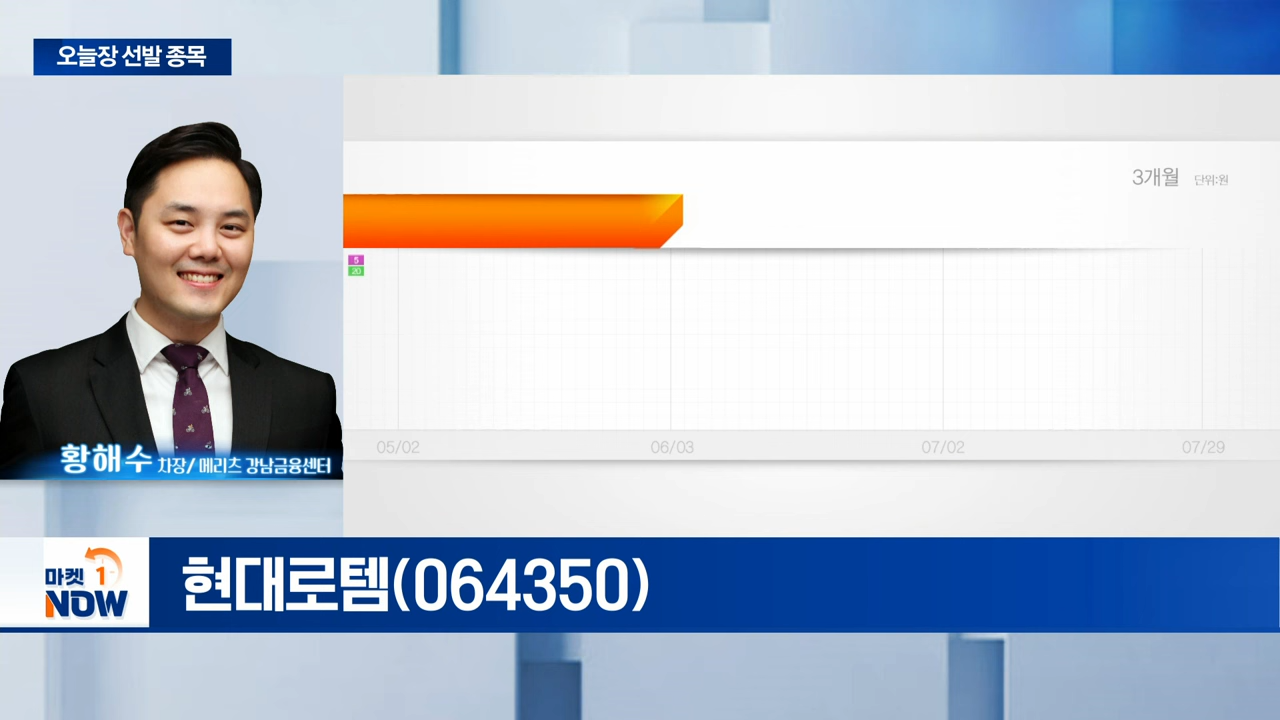 오늘장 선발 종목
3개월 단위:원
5
20
05/02 06/03 07/02 07/29
황해수 차장/ 메리츠 강남금융센터
마켓 1
NOW
현대로템(064350)